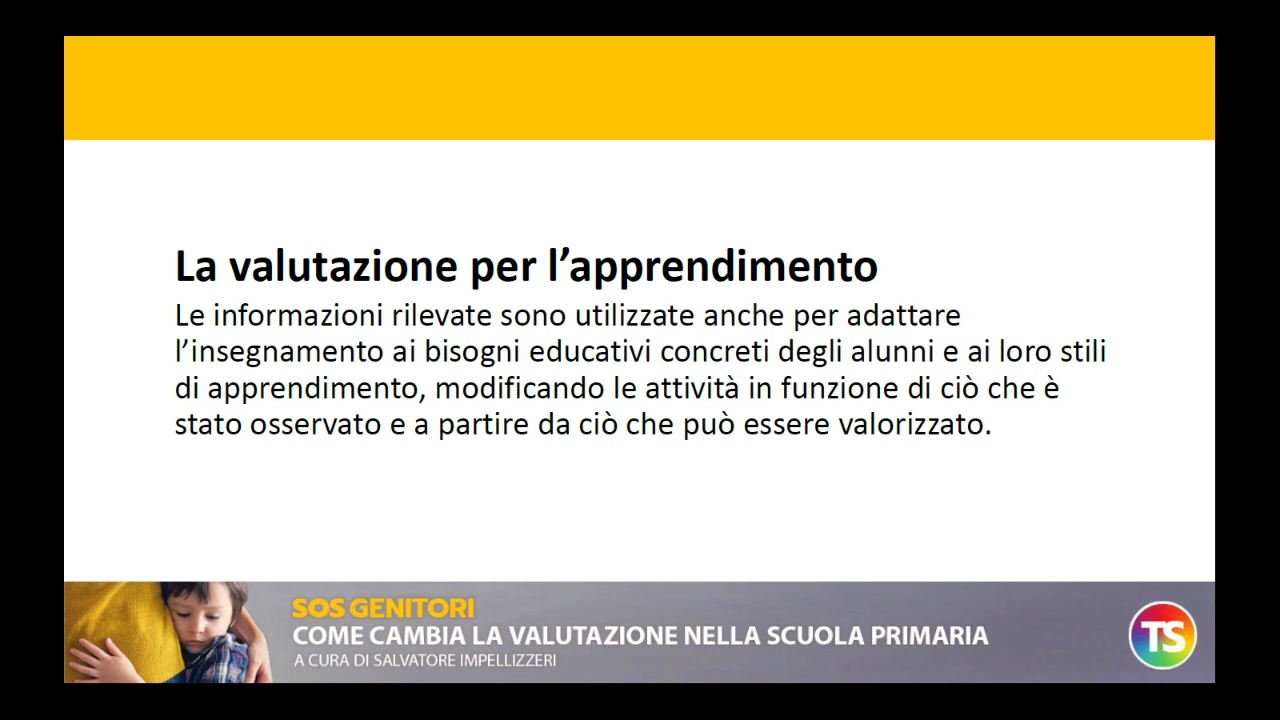 La valutazione per l’apprendimento
Le informazioni rilevate sono utilizzate anche per adattare
l’insegnamento ai bisogni educativi concreti degli alunni e ai loro stili
di apprendimento, modificando le attività in funzione di ciò che è
stato osservato e a partire da ciò che può essere valorizzato.
SOS GENITORI
COME CAMBIA LA VALUTAZIONE NELLA SCUOLA PRIMARIA
A CURA DI SALVATORE IMPELLIZZERI
TS